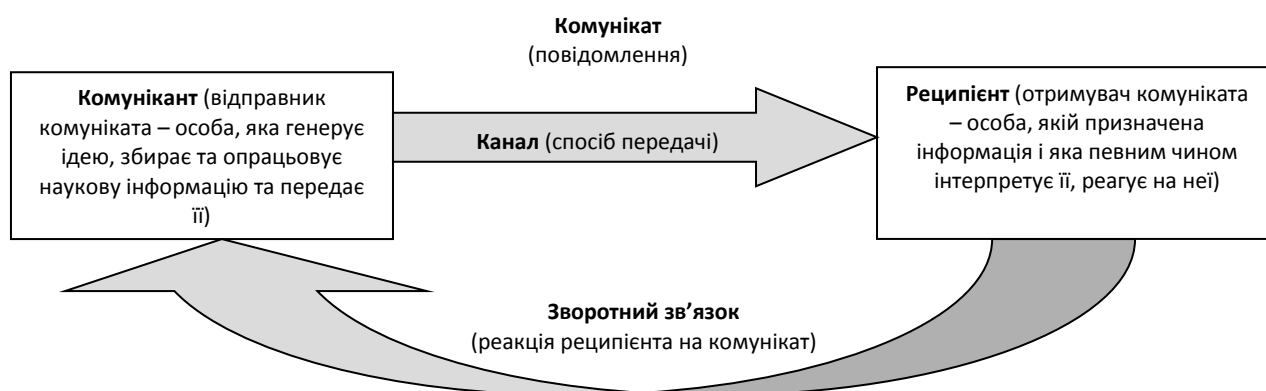 Комунікат
(повідомлення)
Комунікант (відправник
комуніката – особа, яка генерує
ідею, збирає та опрацьовує
наукову інформацію та передає
її)
Канал (спосіб передачі)
Реципієнт (отримувач комуніката
– особа, якій призначена
інформація і яка певним чином
інтерпретує її, реагує на неї)
Зворотний зв’язок
(реакція реципієнта на комунікат)